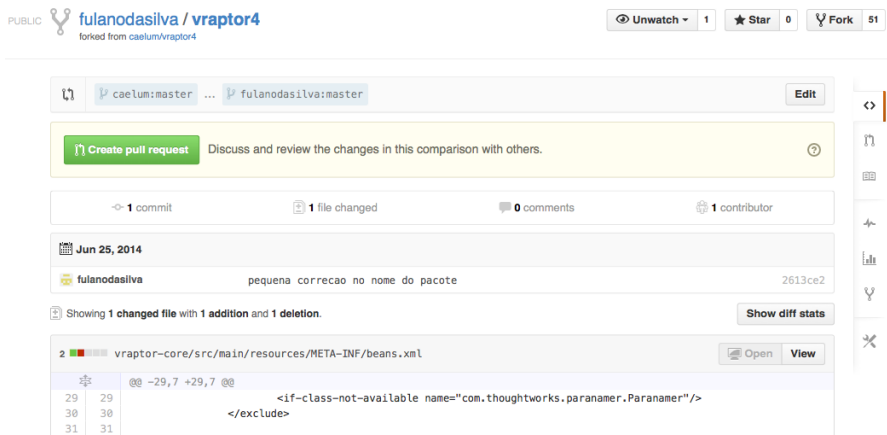 PUBLIC fulanodasilva / vraptor4 Unwatch 1 Star 0 Fork 51
forked from caelum/vraptor4
caelum:master ... fulanodasilva:master Edit
Create pull request Discuss and review the changes in this comparison with others. ?
1 commit 1 file changed 0 comments 1 contributor
Jun 25, 2014
fulanodasilva pequena correcao no nome do pacote 2613ce2
Showing 1 changed file with 1 addition and 1 deletion. Show diff stats
2 vraptor-core/src/main/resources/META-INF/beans.xml Open View
@@ -29,7 +29,7 @@
29 29 <if-class-not-available name="com.thoughtworks.paranamer.Paranamer"/>
30 30 </exclude>
31 31